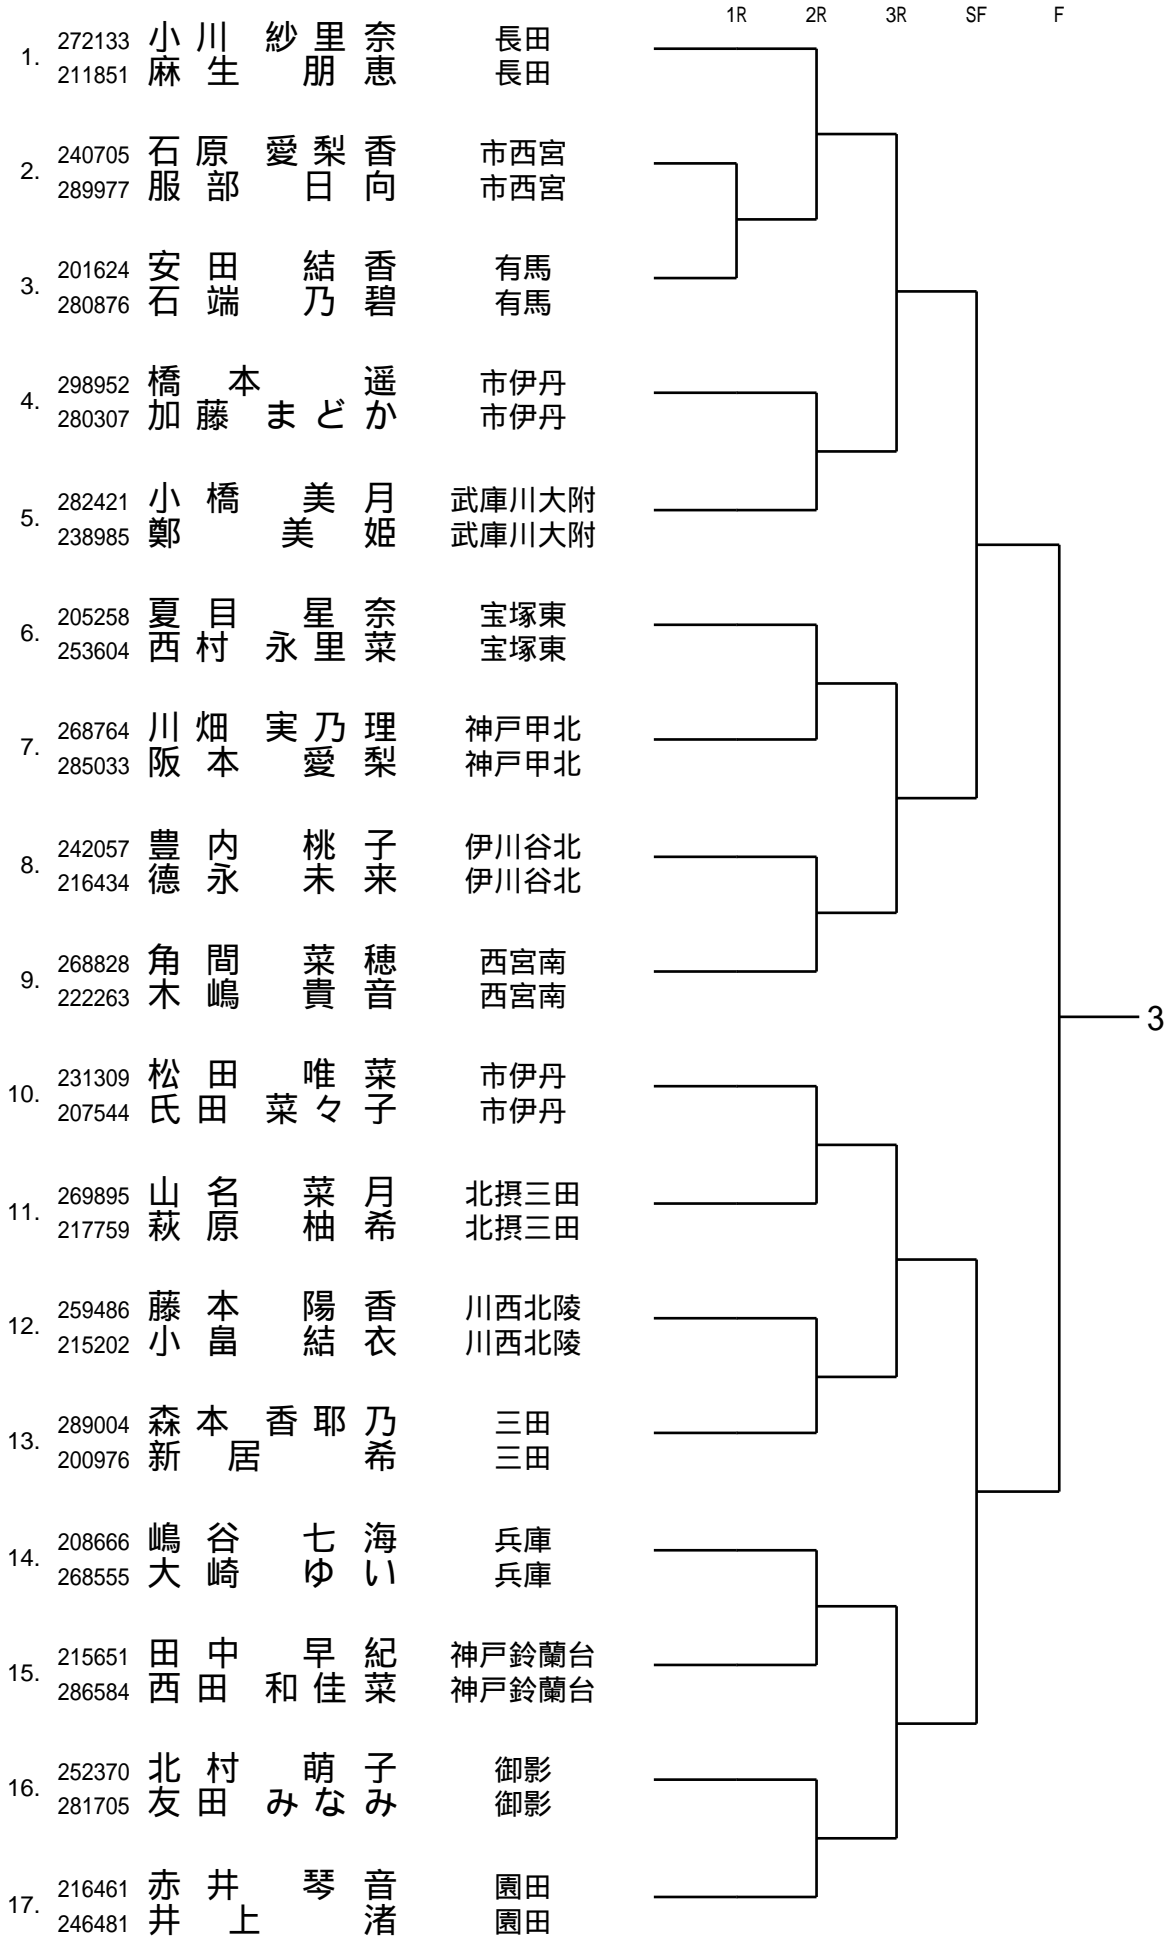 1R 2R 3R SF F
1. 272133 小川 紗里奈 長田
211851 麻生 朋恵 長田
2. 240705 石原 愛梨香 市西宮
289977 服部 日向 市西宮
3. 201624 安田 結香 有馬
280876 石端 乃碧 有馬
4. 298952 橋本 遥 市伊丹
280307 加藤 まどか 市伊丹
5. 282421 小橋 美月 武庫川大附
238985 鄭 美姫 武庫川大附
6. 205258 夏目 星奈 宝塚東
253604 西村 永里菜 宝塚東
7. 268764 川畑 実乃理 神戸甲北
285033 阪本 愛梨 神戸甲北
8. 242057 豊内 桃子 伊川谷北
216434 德永 未来 伊川谷北
9. 268828 角間 菜穂 西宮南
222263 木嶋 貴音 西宮南
3
10. 231309 松田 唯菜 市伊丹
207544 氏田 菜々子 市伊丹
11. 269895 山名 菜月 北摂三田
217759 萩原 柚希 北摂三田
12. 259486 藤本 陽香 川西北陵
215202 小畠 結衣 川西北陵
13. 289004 森本 香耶乃 三田
200976 新居 希 三田
14. 208666 嶋谷 七海 兵庫
268555 大崎 ゆい 兵庫
15. 215651 田中 早紀 神戸鈴蘭台
286584 西田 和佳菜 神戸鈴蘭台
16. 252370 北村 萌子 御影
281705 友田 みなみ 御影
17. 216461 赤井 琴音 園田
246481 井上 渚 園田